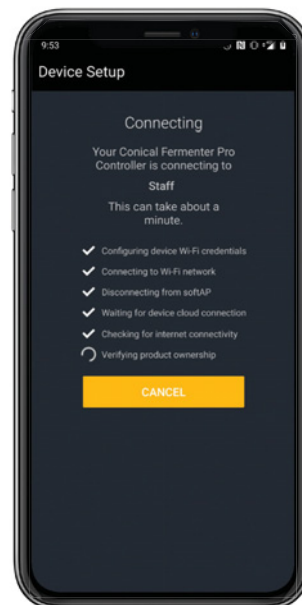 9:53
Device Setup
Connecting
Your Conical Fermenter Pro
Controller is connecting to
Staff
This can take about a
minute.
Configuring device Wi-Fi credentials
Connecting to Wi-Fi network
Disconnecting from softAP
Waiting for device cloud connection
Checking for internet connectivity
Verifying product ownership
CANCEL